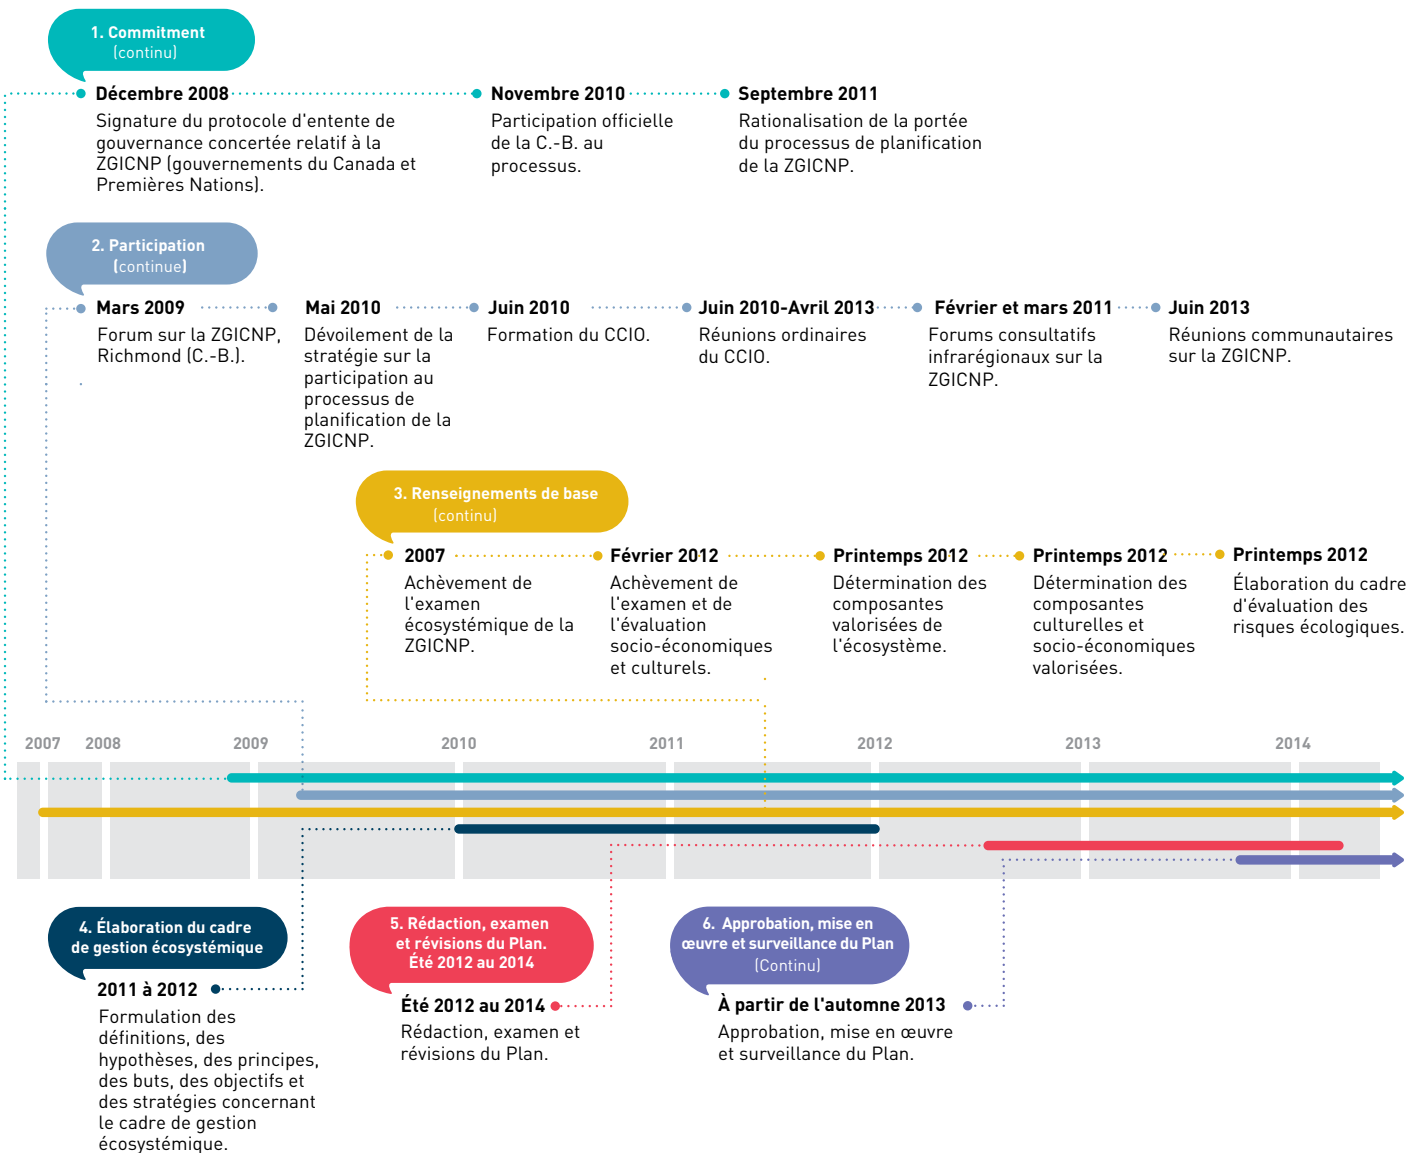 1. Commitment
(continu)
Décembre 2008
Signature du protocole d'entente de
gouvernance concertée relatif à la
ZGICNP (gouvernements du Canada et
Premières Nations).
Novembre 2010
Participation officielle
de la C.-B. au
processus.
Septembre 2011
Rationalisation de la portée
du processus de planification
de la ZGICNP.
2. Participation
(continue)
Mars 2009
Forum sur la ZGICNP,
Richmond (C.-B.).
Mai 2010
Dévoilement de la
stratégie sur la
participation au
processus de
planification de la
ZGICNP.
Juin 2010
Formation du CCIO.
Juin 2010-Avril 2013
Réunions ordinaires
du CCIO.
Février et mars 2011
Forums consultatifs
infrarégionaux sur la
ZGICNP.
Juin 2013
Réunions communautaires
sur la ZGICNP.
3. Renseignements de base
(continu)
2007
Achèvement de
l'examen
écosystémique de la
ZGICNP.
Février 2012
Achèvement de
l'examen et de
l'évaluation
socio-économiques
et culturels.
Printemps 2012
Détermination des
composantes
valorisées de
l'écosystème.
Printemps 2012
Détermination des
composantes
culturelles et
socio-économiques
valorisées.
Printemps 2012
Élaboration du cadre
d'évaluation des
risques écologiques.
2007 2008 2009 2010 2011 2012 2013 2014
4. Élaboration du cadre
de gestion écosystémique
2011 à 2012
Formulation des
définitions, des
hypothèses, des principes,
des buts, des objectifs et
des stratégies concernant
le cadre de gestion
écosystémique.
5. Rédaction, examen
et révisions du Plan.
Été 2012 au 2014
Été 2012 au 2014
Rédaction, examen et
révisions du Plan.
6. Approbation, mise en
œuvre et surveillance du Plan
(Continu)
À partir de l'automne 2013
Approbation, mise en œuvre
et surveillance du Plan.